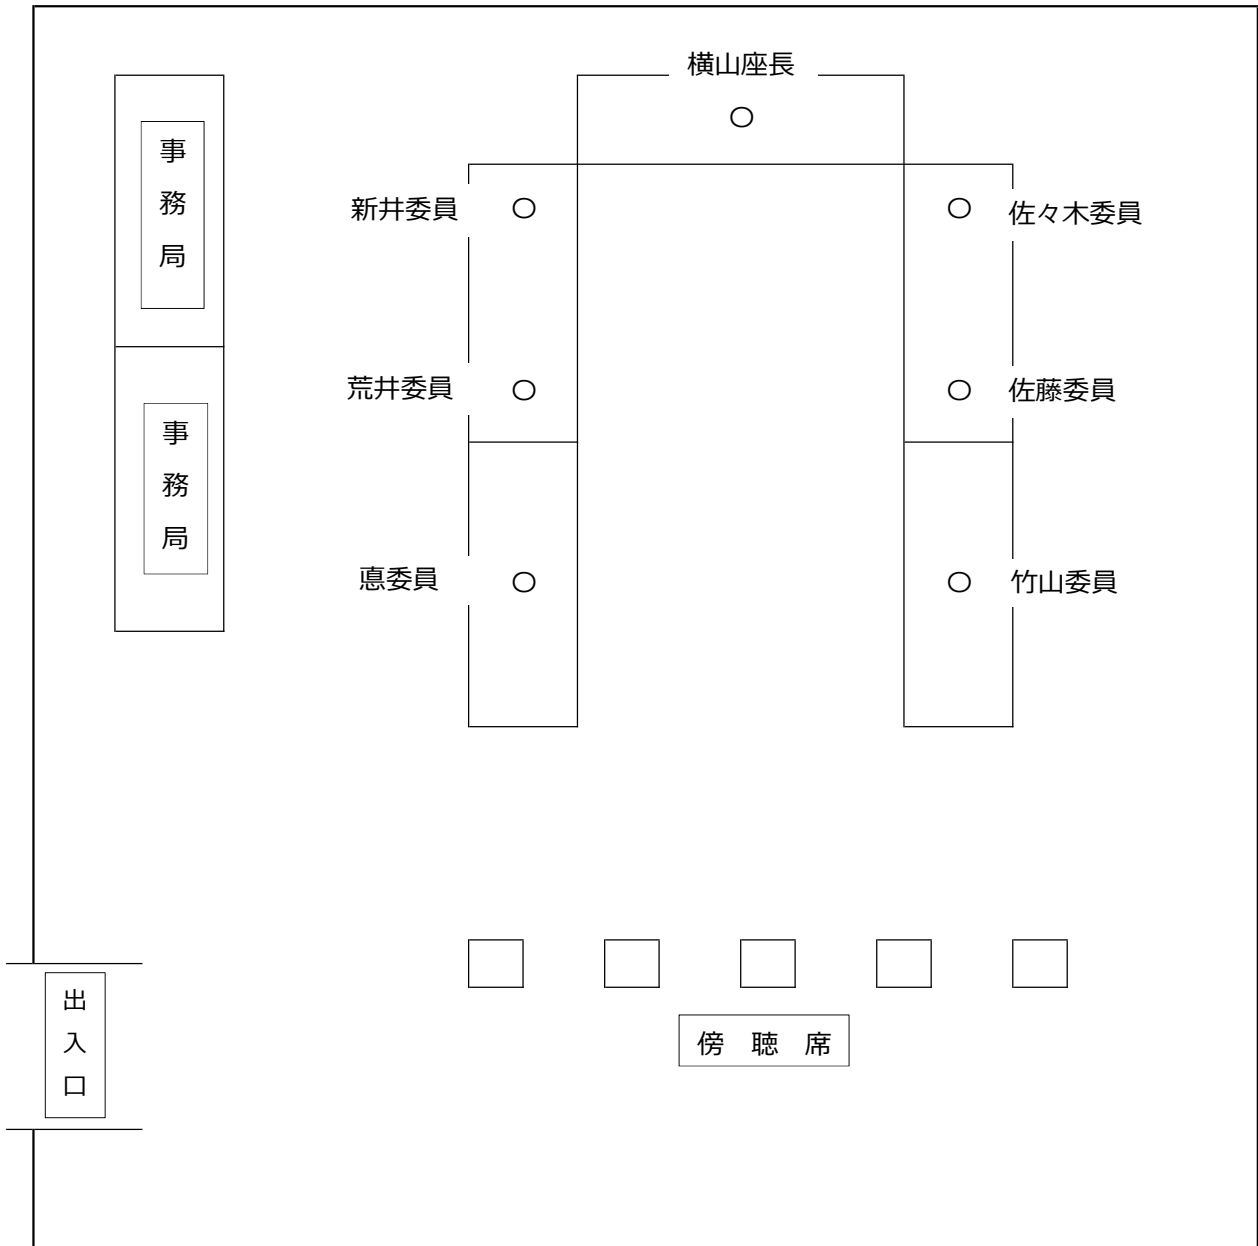 横山座長
事務局
新井委員
佐々木委員
荒井委員
佐藤委員
事務局
悳委員
竹山委員
出入口
傍聴席